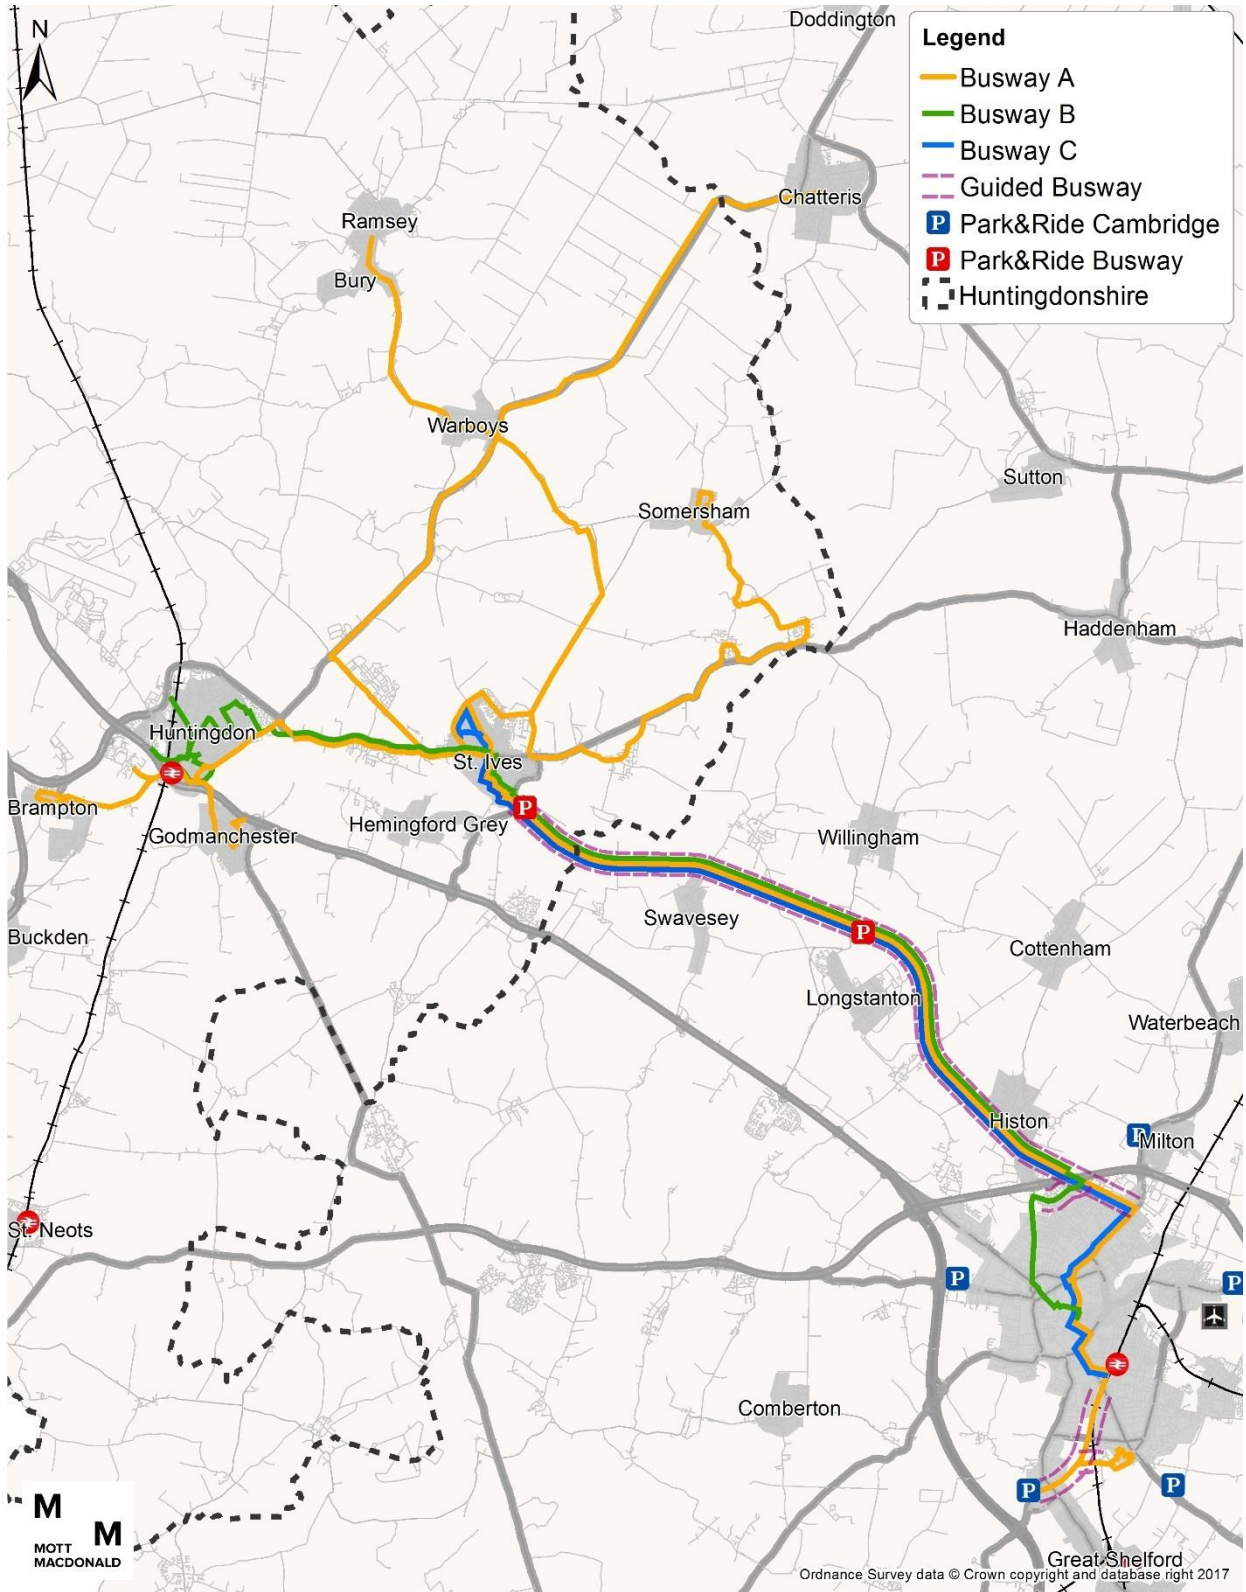 N
Doddington
Legend
Busway A
Busway B
Busway C
Guided Busway
P Park&Ride Cambridge
P Park&Ride Busway
Huntingdonshire
Chatteris
Ramsey
Bury
Warboys
Sutton
Somersham
Haddenham
Huntingdon
St. Ives
Brampton
P
Godmanchester
Hemingford Grey
Willingham
Swavesey
P
Buckden
Cottenham
Longstanton
Waterbeach
Histon
P
Milton
St. Neots
P
P
Comberton
P
P
M
M
MOTT
MACDONALD
Great Shelford
Ordnance Survey data © Crown copyright and database right 2017